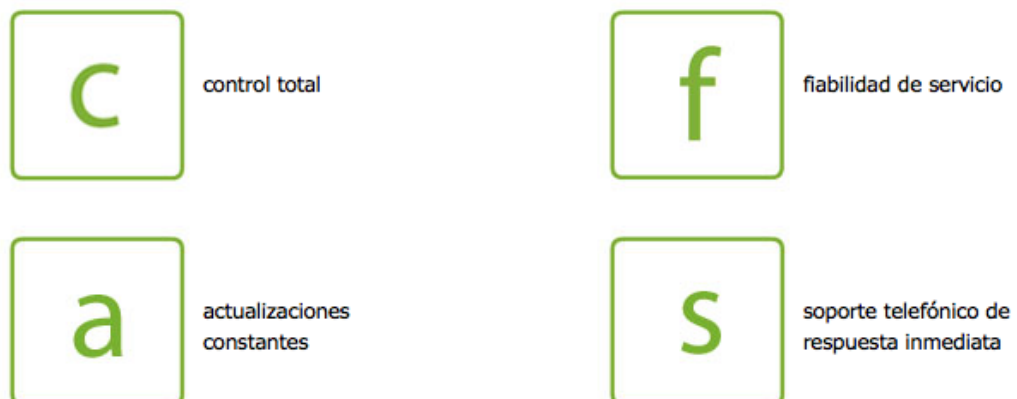 c
control total
f
fiabilidad de servicio
a
actualizaciones
constantes
s
soporte telefónico de
respuesta inmediata